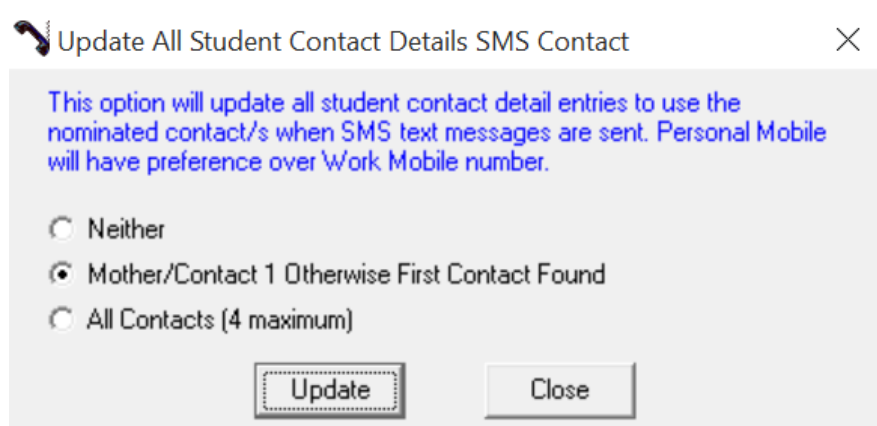 Update All Student Contact Details SMS Contact
This option will update all student contact detail entries to use the
nominated contact/s when SMS text messages are sent. Personal Mobile
will have preference over Work Mobile number.
Neither
Mother/Contact 1 Otherwise First Contact Found
All Contacts (4 maximum)
Update Close